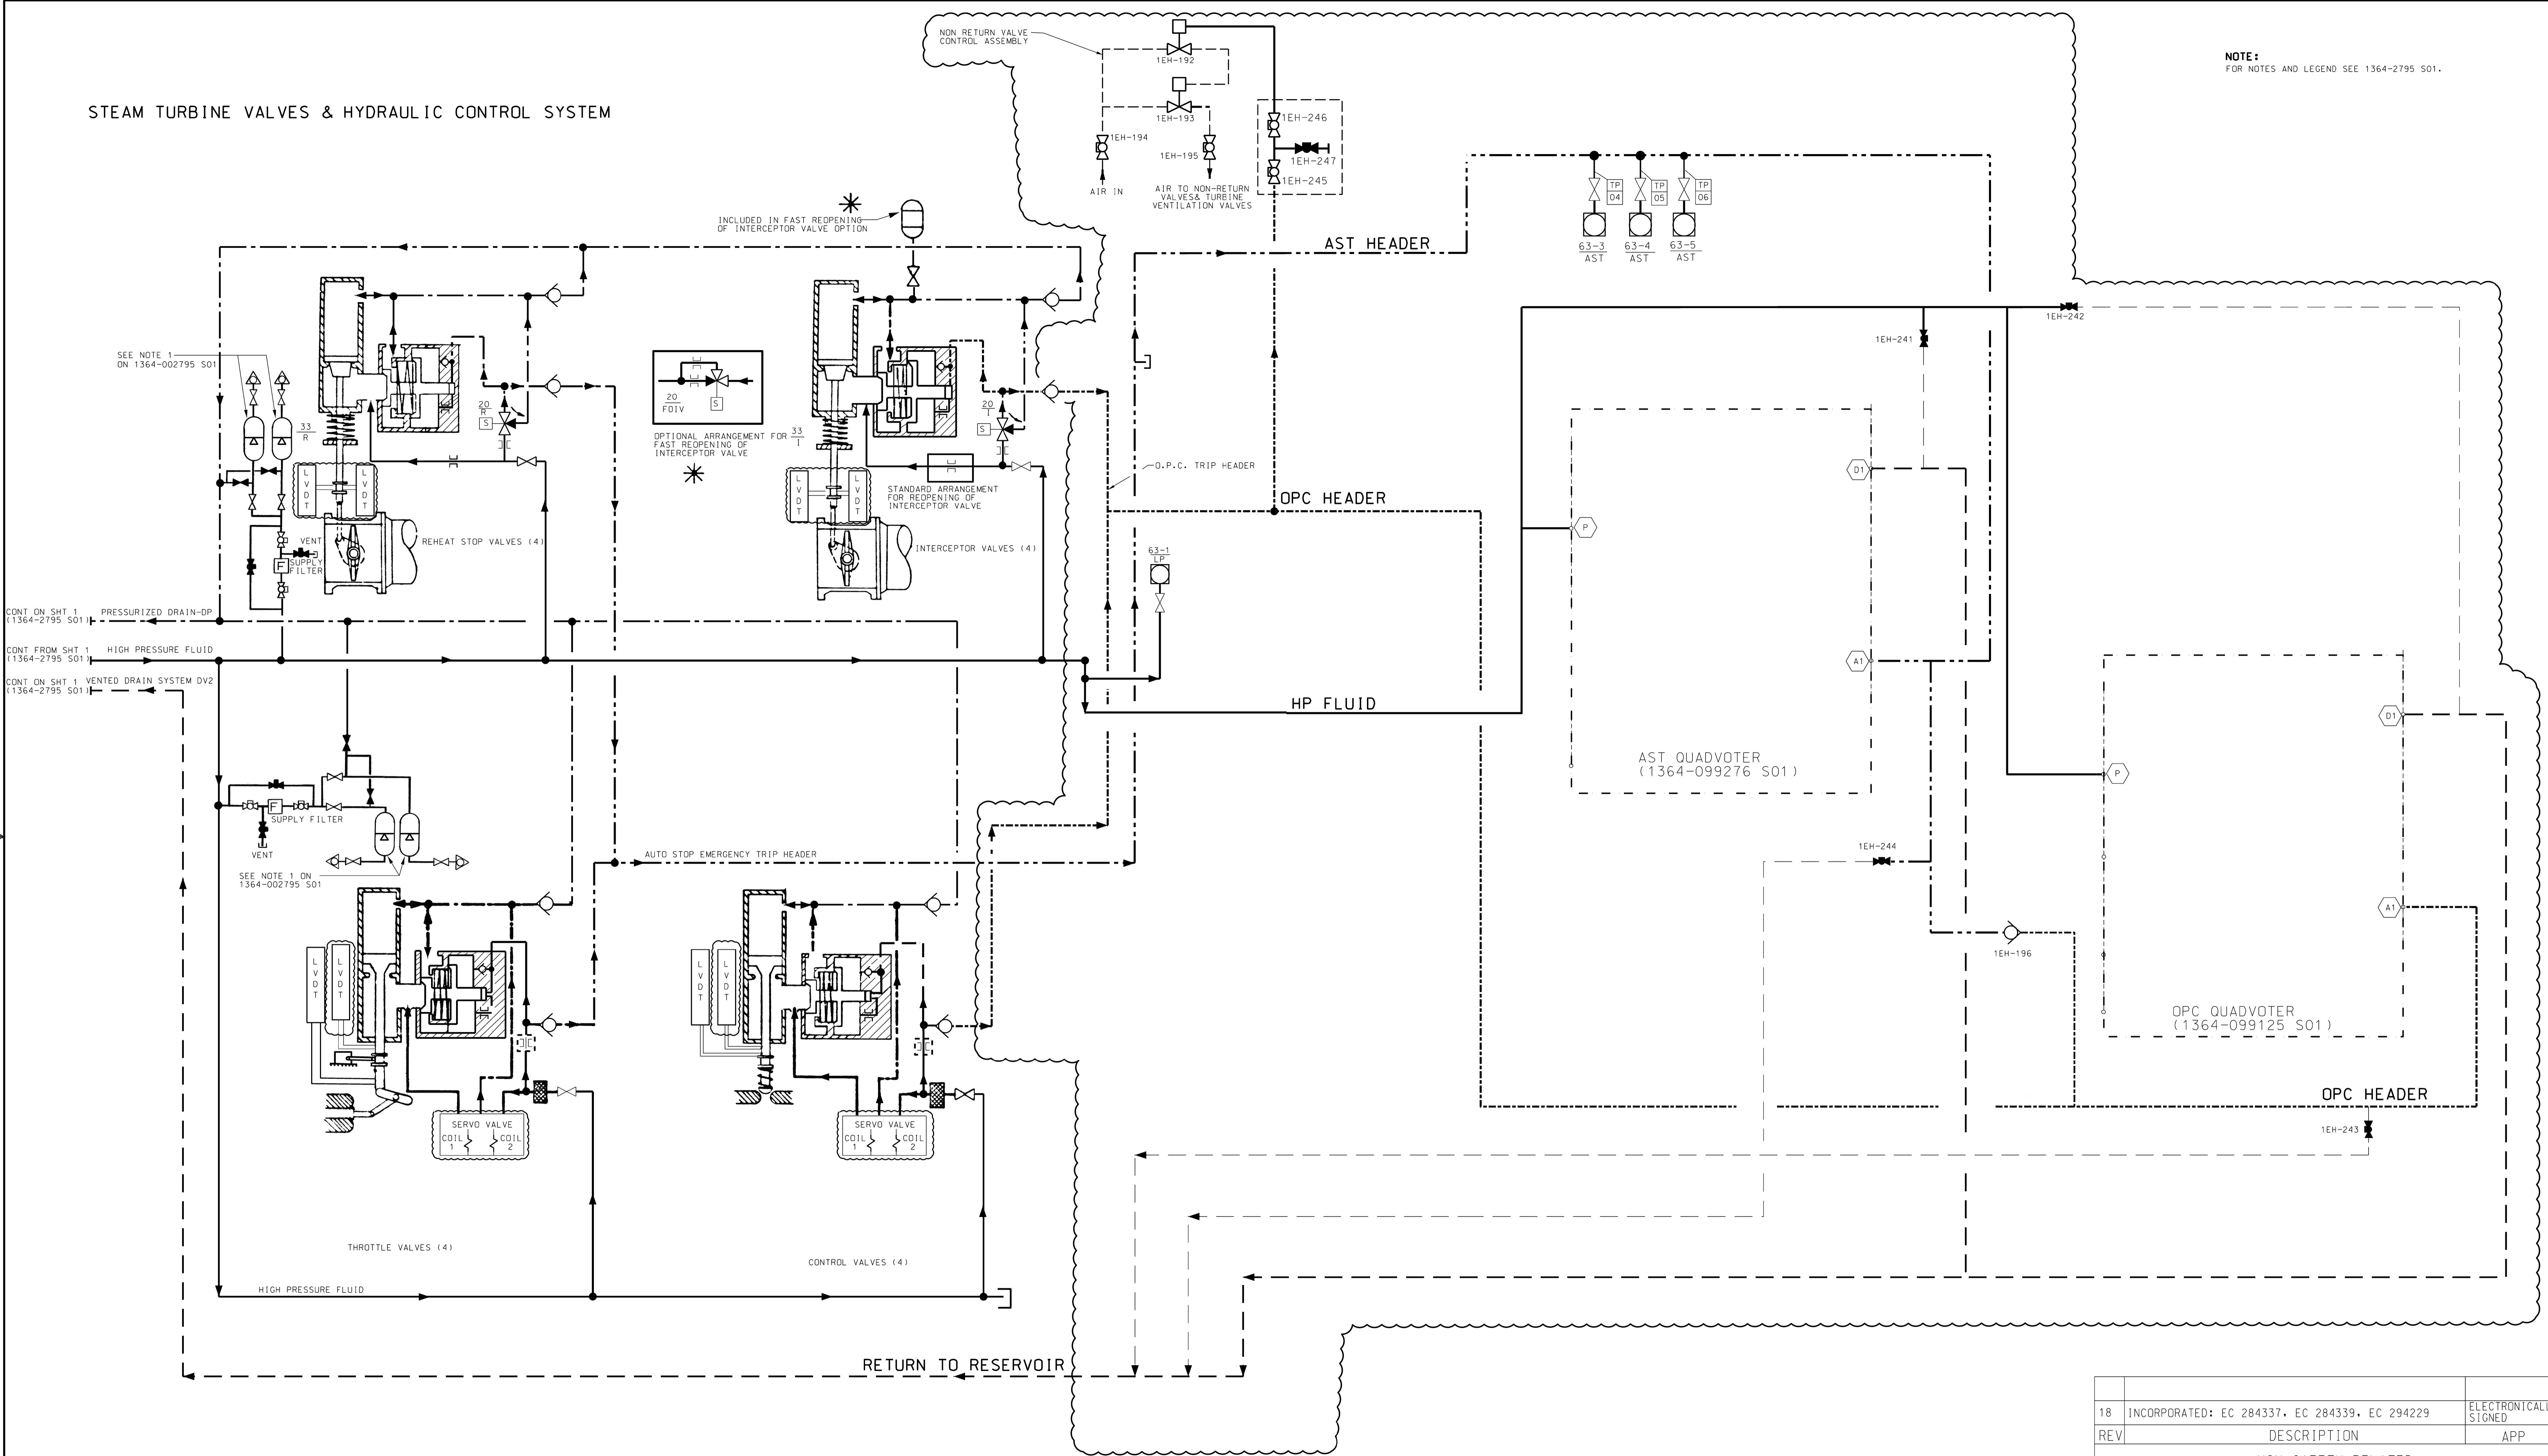 STEAM TURBINE VALVES & HYDRAULIC CONTROL SYSTEM
NOTE:
FOR NOTES AND LEGEND SEE 1364-2795 S01.
NON RETURN VALVE
CONTROL ASSEMBLY
1EH-192
1EH-193
1EH-194
1EH-195
AIR IN
AIR TO NON-RETURN
VALVES& TURBINE
VENTILATION VALVES
1EH-246
1EH-247
1EH-245
INCLUDED IN FAST REOPENING
OF INTERCEPTOR VALVE OPTION
AST HEADER
TP
04
TP
05
TP
06
63-3
AST
63-4
AST
63-5
AST
1EH-242
1EH-241
SEE NOTE 1
ON 1364-002795 S01
33
R
20
R
S
20
FOIV
S
OPTIONAL ARRANGEMENT FOR
FAST REOPENING OF
INTERCEPTOR VALVE
33
I
20
I
S
LVDT
LVDT
LVDT
LVDT
STANDARD ARRANGEMENT
FOR REOPENING OF
INTERCEPTOR VALVE
O.P.C. TRIP HEADER
OPC HEADER
D1
P
A1
VENT
F
SUPPLY
FILTER
REHEAT STOP VALVES (4)
INTERCEPTOR VALVES (4)
63-1
LP
CONT ON SHT 1
(1364-2795 S01)
PRESSURIZED DRAIN-DP
CONT FROM SHT 1
(1364-2795 S01)
HIGH PRESSURE FLUID
CONT ON SHT 1
(1364-2795 S01)
VENTED DRAIN SYSTEM DV2
HP FLUID
AST QUADVOTER
(1364-099276 S01)
D1
P
A1
F
SUPPLY FILTER
VENT
SEE NOTE 1 ON
1364-002795 S01
AUTO STOP EMERGENCY TRIP HEADER
1EH-244
1EH-196
OPC QUADVOTER
(1364-099125 S01)
LVDT
LVDT
LVDT
LVDT
SERVO VALVE
COIL
1
COIL
2
SERVO VALVE
COIL
1
COIL
2
OPC HEADER
1EH-243
THROTTLE VALVES (4)
CONTROL VALVES (4)
HIGH PRESSURE FLUID
RETURN TO RESERVOIR
18 INCORPORATED: EC 284337, EC 284339, EC 294229
SIGNED
REV DESCRIPTION APP